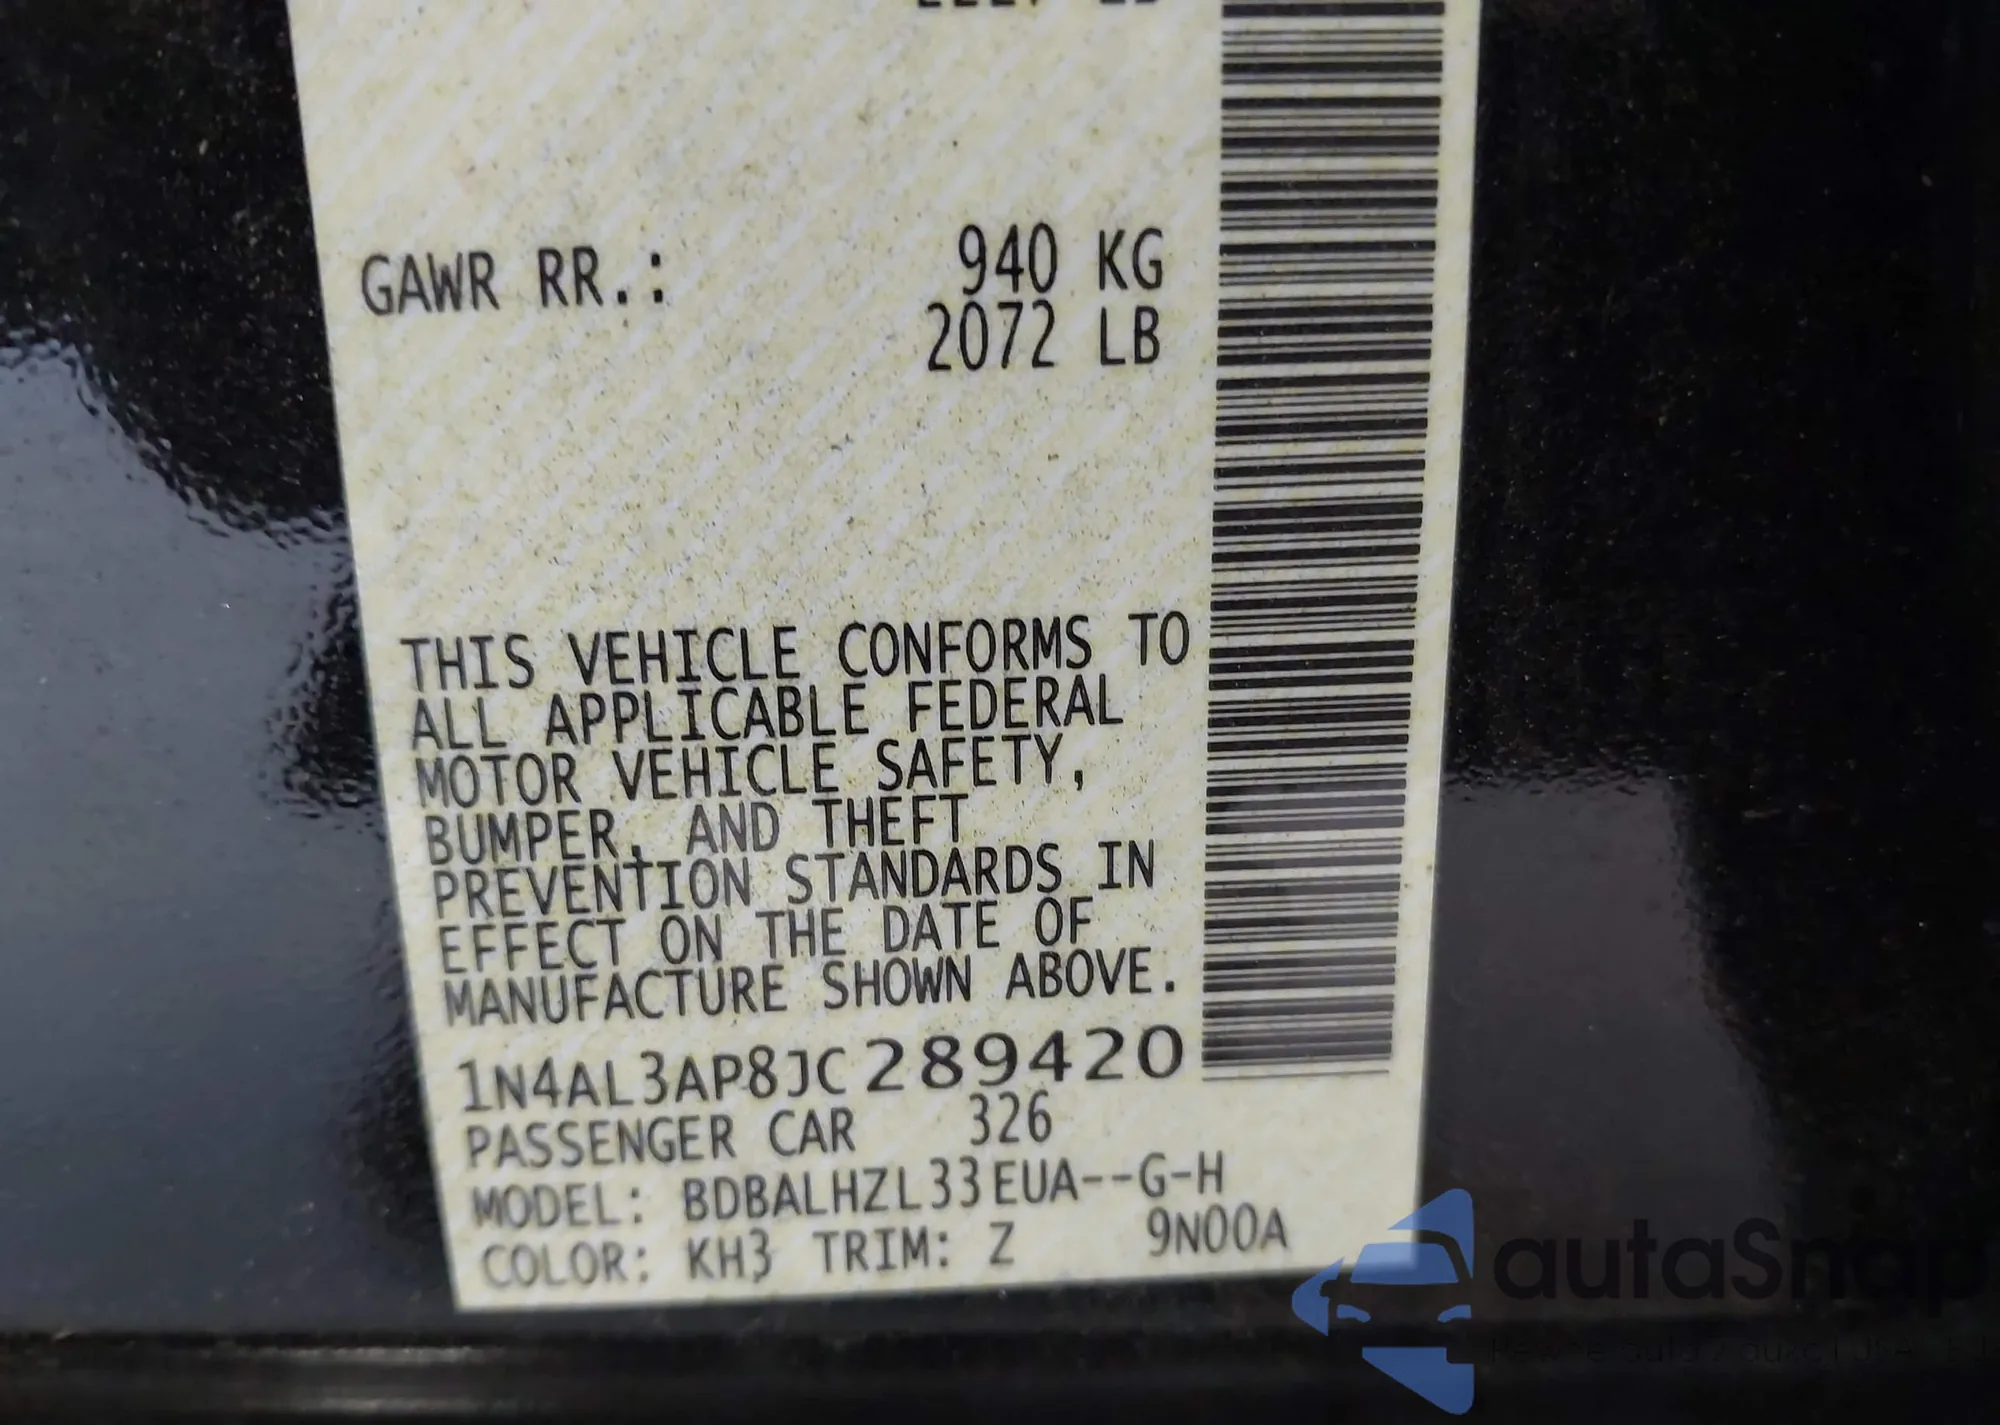 GAWR RR.: 940 KG
2072 LB
THIS VEHICLE CONFORMS TO
ALL APPLICABLE FEDERAL
MOTOR VEHICLE SAFETY,
BUMPER, AND THEFT
PREVENTION STANDARDS IN
EFFECT ON THE DATE OF
MANUFACTURE SHOWN ABOVE.
1N4AL3AP8JC289420
PASSENGER CAR 326
MODEL: BDBALHZL33EUA--G-H
COLOR: KH3 TRIM: Z 9N00A
autaSnap